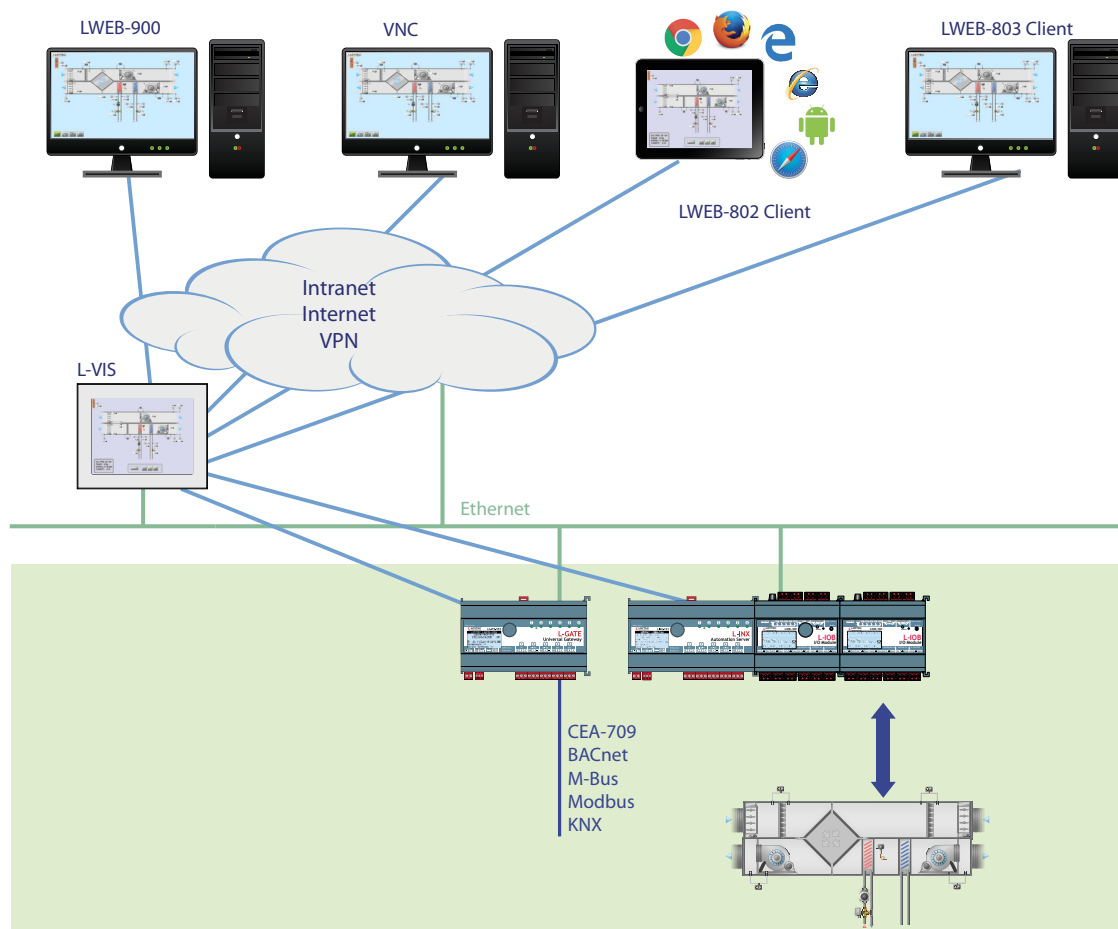 LWEB-900
VNC
LWEB-803 Client
LWEB-802 Client
Intranet
Internet
VPN
L-VIS
Ethernet
L-GATE
Universal Gateway
L-INX
Automation Server
L-IOB
I/O Module
L-IOB
I/O Module
CEA-709
BACnet
M-Bus
Modbus
KNX